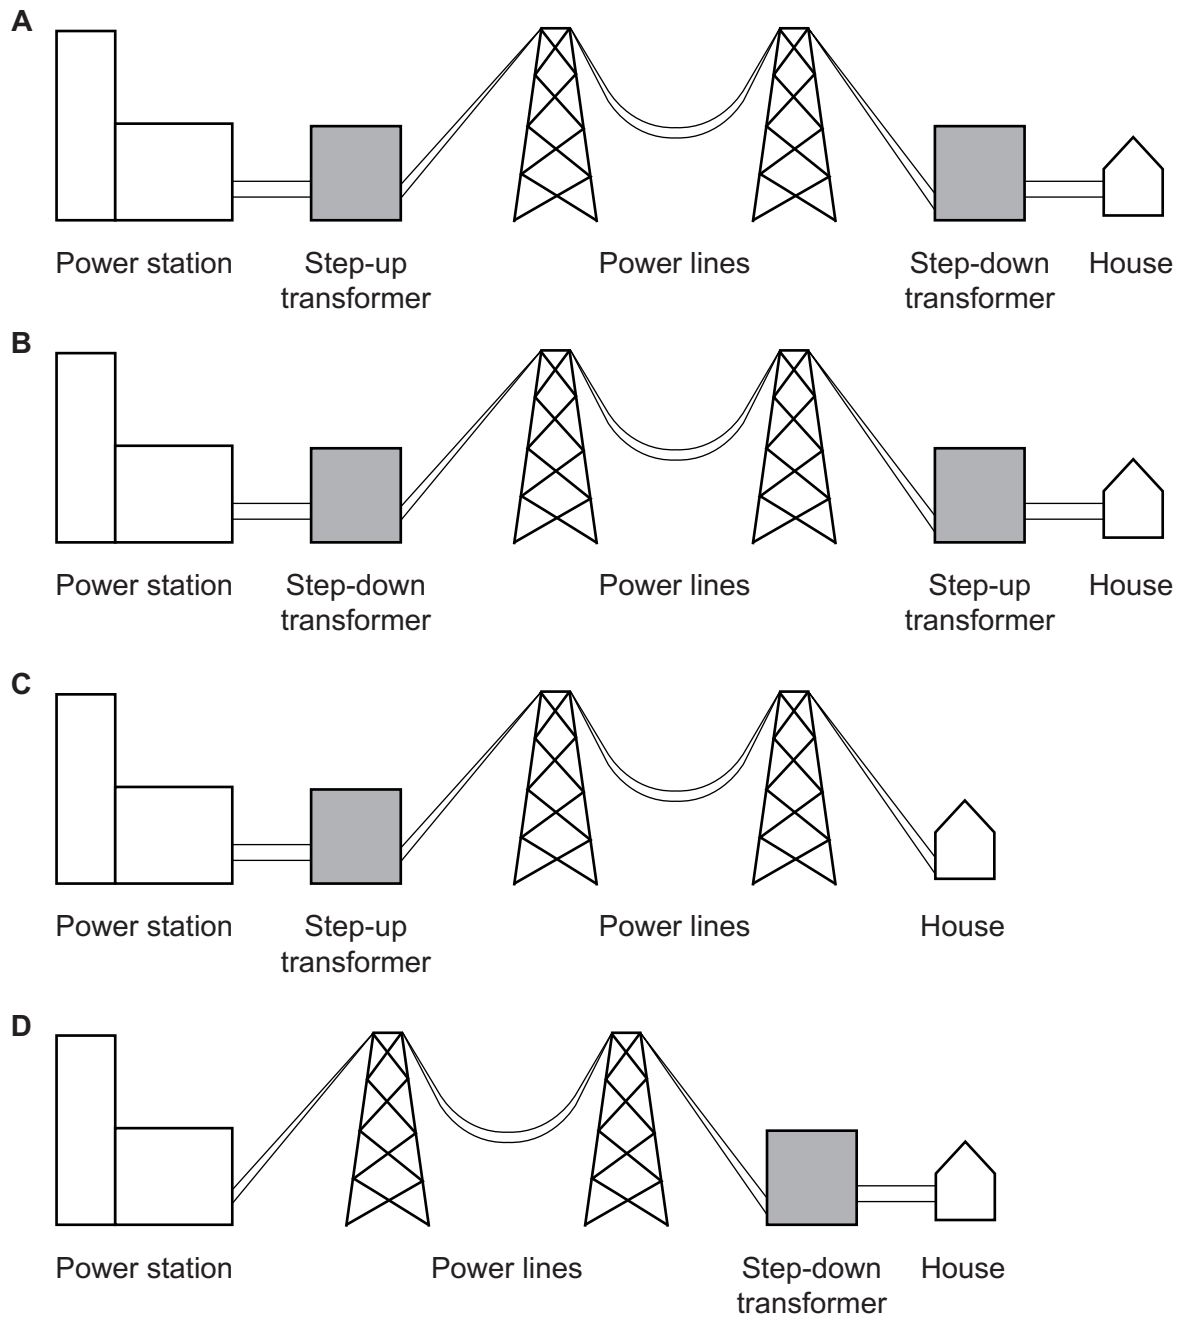 A
Power station Step-up transformer Power lines Step-down transformer House
B
Power station Step-down transformer Power lines Step-up transformer House
C
Power station Step-up transformer Power lines House
D
Power station Power lines Step-down transformer House